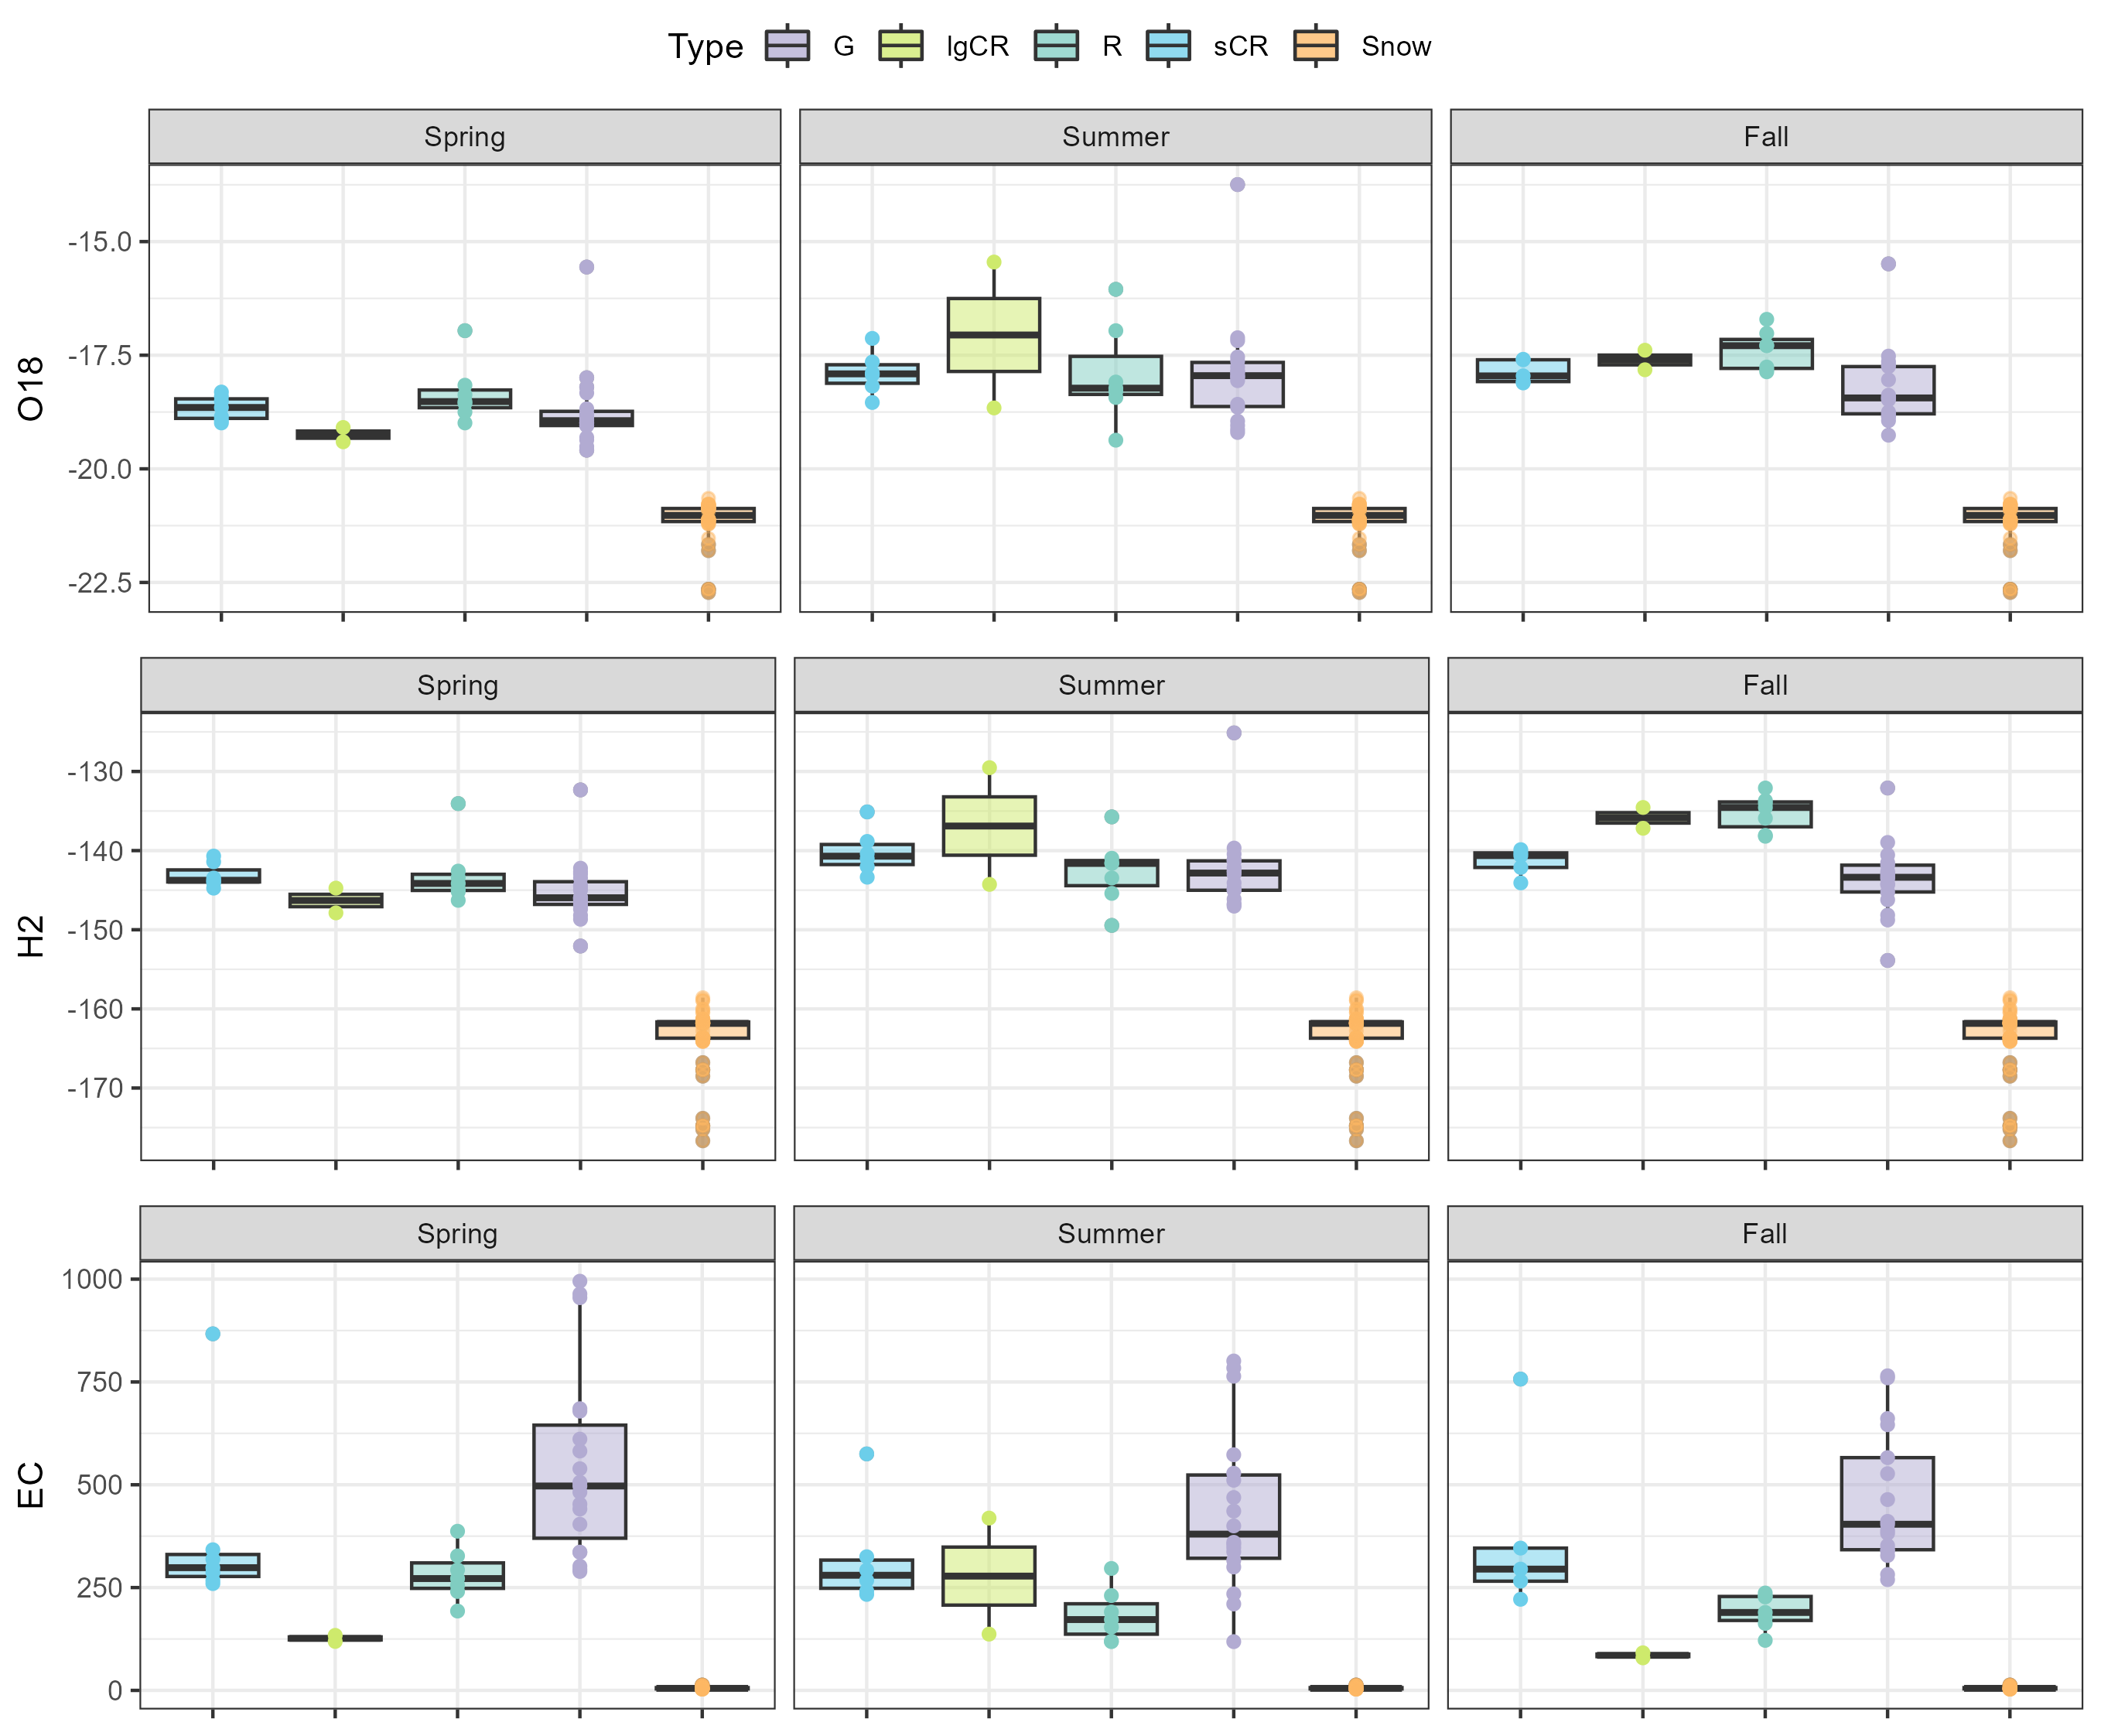 Type G lgCR R sCR Snow
Spring Summer Fall
O18
-15.0
-17.5
-20.0
-22.5
Spring Summer Fall
H2
-130
-140
-150
-160
-170
Spring Summer Fall
EC
1000
750
500
250
0